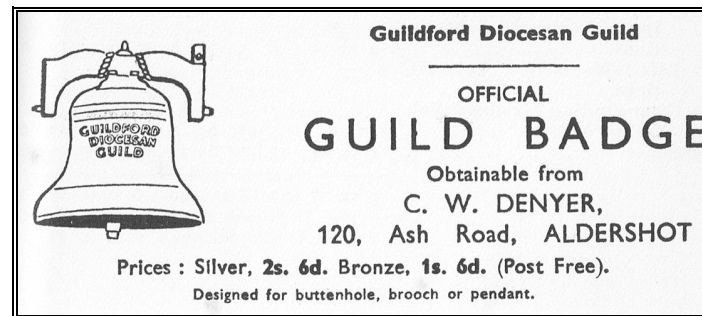 GUILDFORD
DIOCESAN
GUILD
Guildford Diocesan Guild
OFFICIAL
GUILD BADGE
Obtainable from
C. W. DENYER,
120, Ash Road, ALDERSHOT
Prices : Silver, 2s. 6d. Bronze, 1s. 6d. (Post Free).
Designed for buttenhole, brooch or pendant.